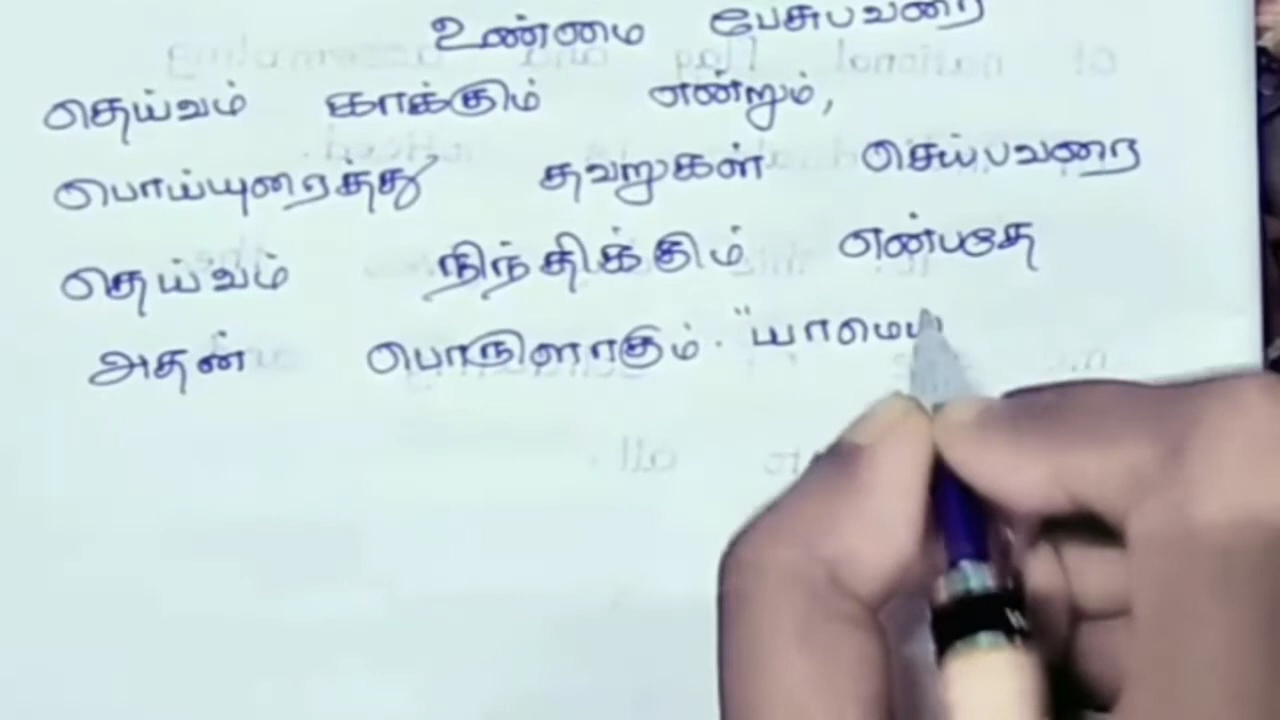 உண்மை பேசுபவரை
தெய்வம் காக்கும் என்றும்,
பொய்யுரைத்து தவறுகள் செய்பவரை
தெய்வம் நிந்திக்கும் என்பதே
அதன் பொருளாகும். "யாமெய